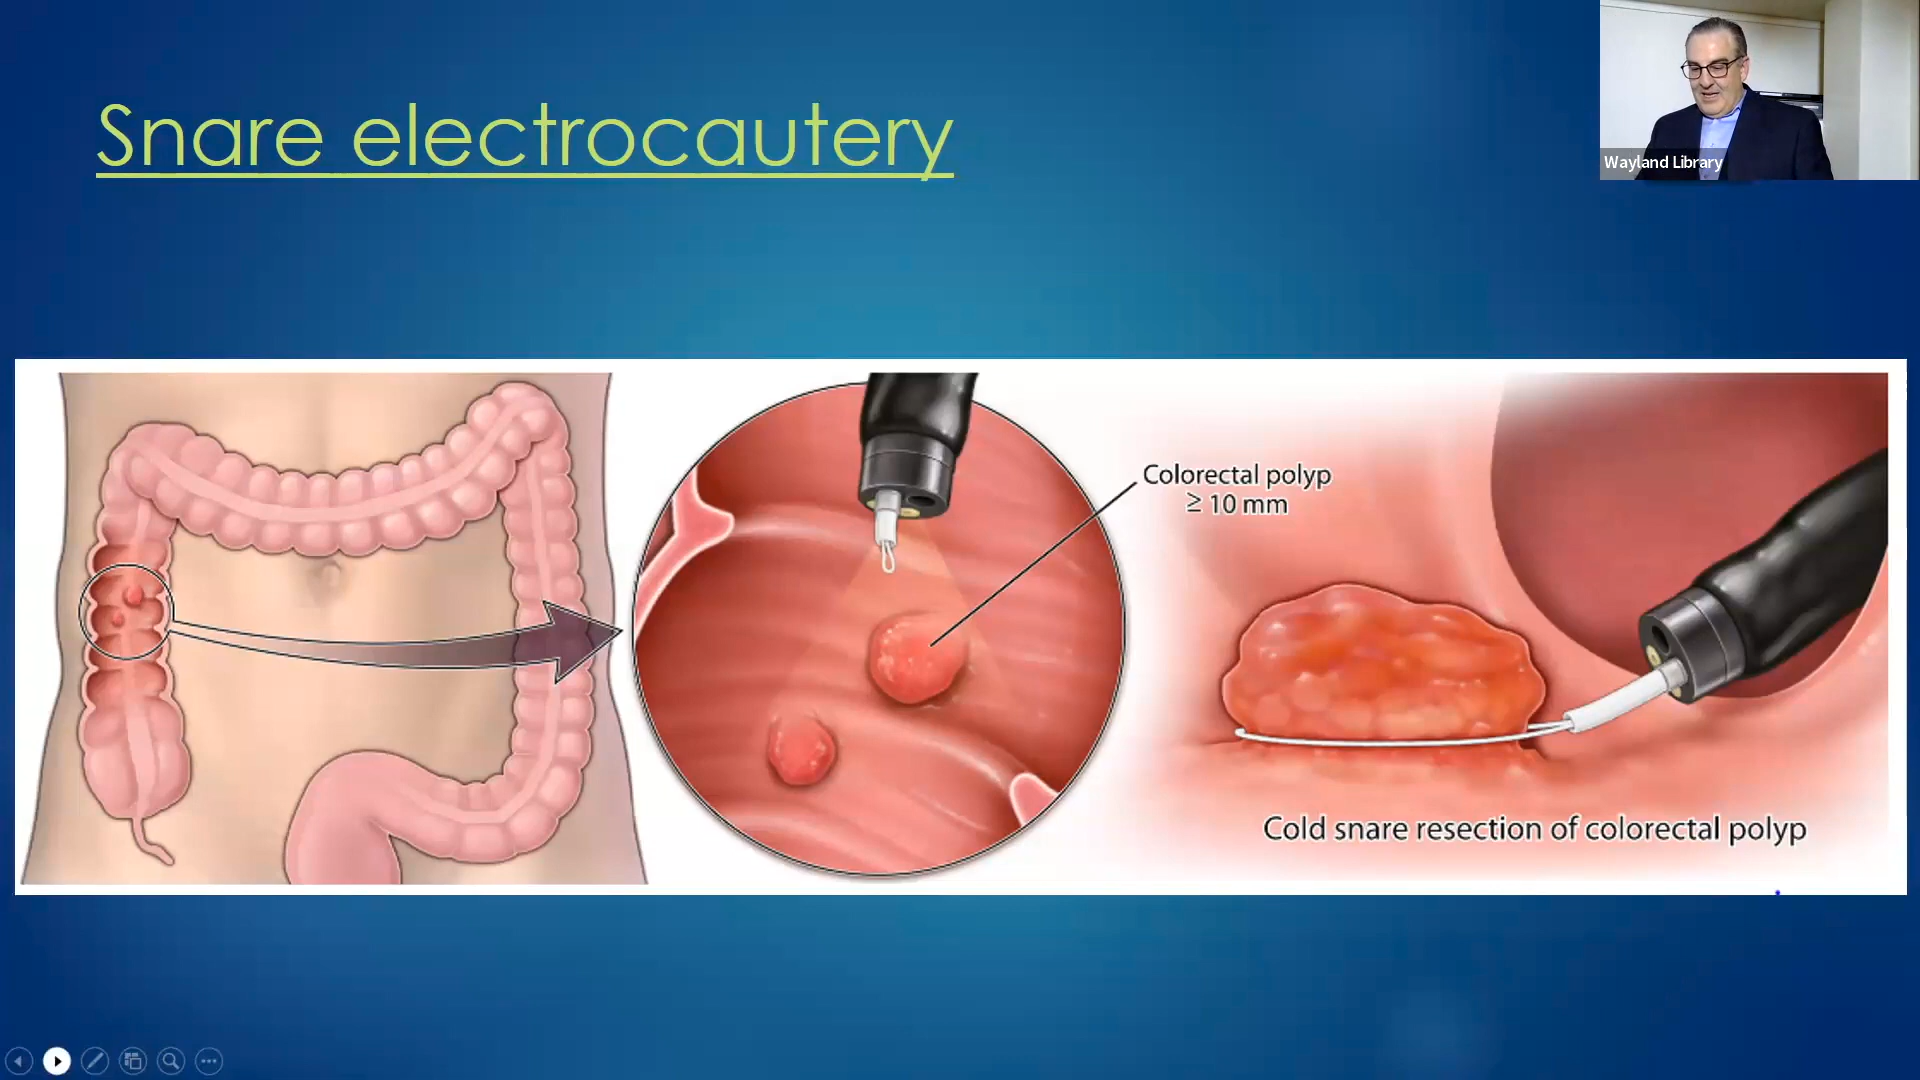 Snare electrocautery
Wayland Library
Colorectal polyp
≥ 10 mm
Cold snare resection of colorectal polyp